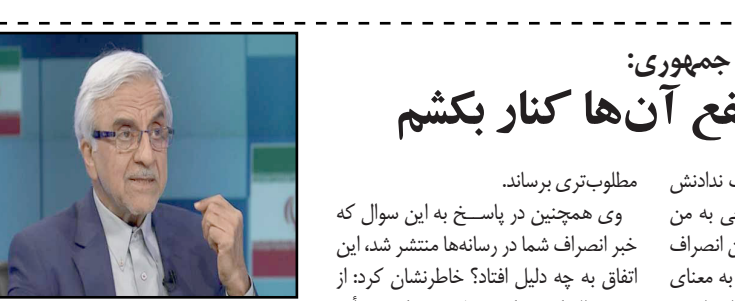 جمهوری:
فع آن‌ها کنار بکشم
ندادنش
ی به من
انصراف
به معنای
مطلوب‌تری برساند.
وی همچنین در پاسخ به این سوال که
خبر انصراف شما در رسانه‌ها منتشر شد، این
اتفاق به چه دلیل افتاد؟ خاطرنشان کرد: از